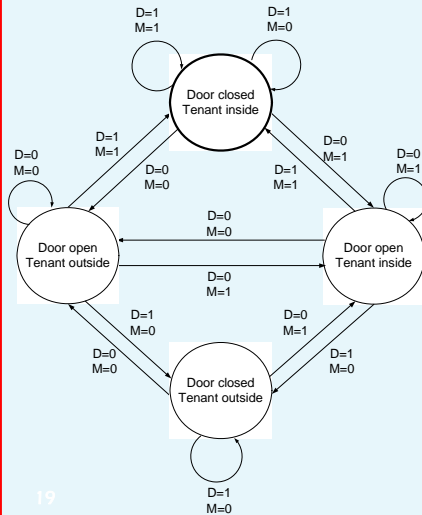 D=1
M=1
D=1
M=0
Door closed
Tenant inside
D=1
M=1
D=0
M=0
D=0
M=1
D=1
M=1
D=0
M=0
D=0
M=1
D=0
M=0
Door open
Tenant outside
D=0
M=1
Door open
Tenant inside
D=1
M=0
D=0
M=0
D=0
M=1
D=1
M=0
Door closed
Tenant outside
D=1
M=0
19